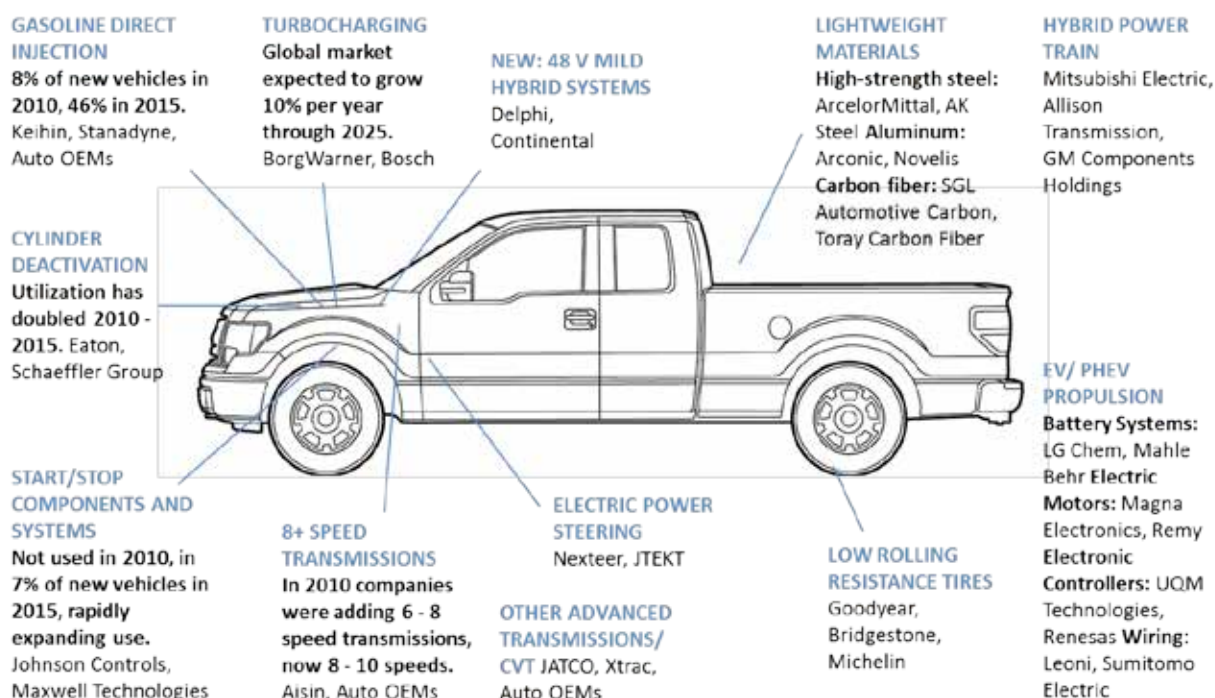 GASOLINE DIRECT
INJECTION
8% of new vehicles in
2010, 46% in 2015.
Keihin, Stanadyne,
Auto OEMs
TURBOCHARGING
Global market
expected to grow
10% per year
through 2025.
BorgWarner, Bosch
NEW: 48 V MILD
HYBRID SYSTEMS
Delphi,
Continental
LIGHTWEIGHT
MATERIALS
High-strength steel:
ArcelorMittal, AK
Steel Aluminum:
Arconic, Novelis
Carbon fiber: SGL
Automotive Carbon,
Toray Carbon Fiber
HYBRID POWER
TRAIN
Mitsubishi Electric,
Allison
Transmission,
GM Components
Holdings
CYLINDER
DEACTIVATION
Utilization has
doubled 2010 -
2015. Eaton,
Schaeffler Group
EV/ PHEV
PROPULSION
Battery Systems:
LG Chem, Mahle
Behr Electric
Motors: Magna
Electronics, Remy
Electronic
Controllers: UQM
Technologies,
Renesas Wiring:
Leoni, Sumitomo
Electric
START/STOP
COMPONENTS AND
SYSTEMS
Not used in 2010, in
7% of new vehicles in
2015, rapidly
expanding use.
Johnson Controls,
Maxwell Technologies
8+ SPEED
TRANSMISSIONS
In 2010 companies
were adding 6 - 8
speed transmissions,
now 8 - 10 speeds.
Aisin, Auto OEMs
ELECTRIC POWER
STEERING
Nexteer, JTEKT
OTHER ADVANCED
TRANSMISSIONS/
CVT JATCO, Xtrac,
Auto OEMs
LOW ROLLING
RESISTANCE TIRES
Goodyear,
Bridgestone,
Michelin